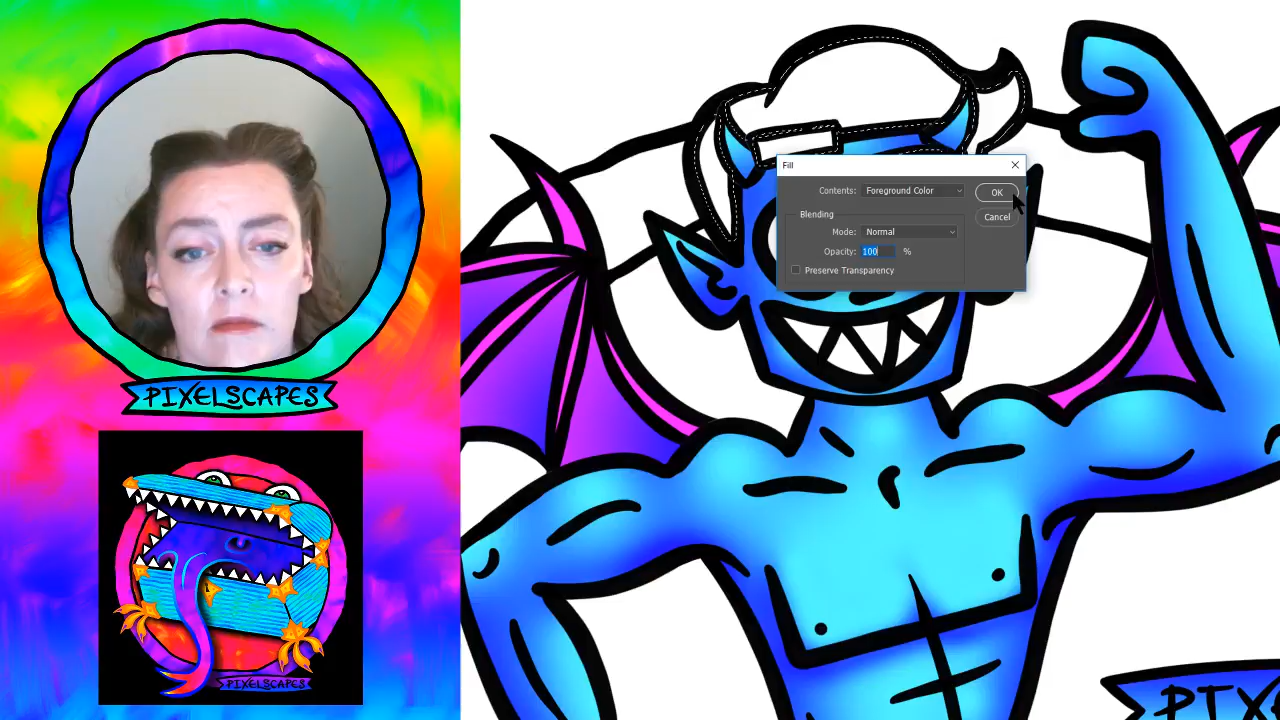 PIXELSCAPES
PIXELSCAPES
Fill
Contents: Foreground Color
OK
Cancel
Blending
Mode: Normal
Opacity: 100 %
Preserve Transparency